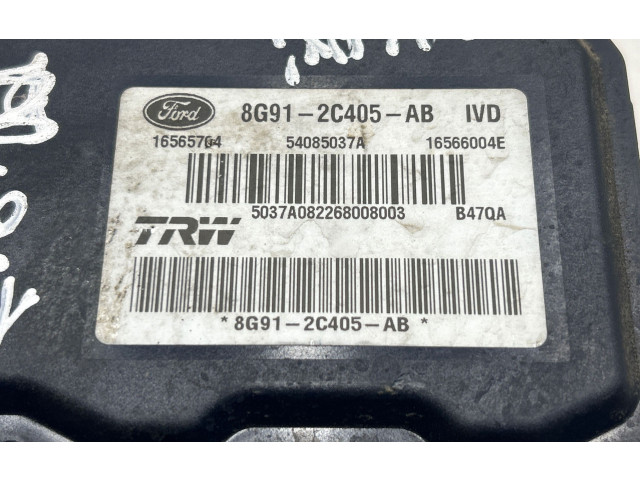 Ford 8G91-2C405-AB IVD
16565704 54085037A 16566004E
5037A082268008003 B47QA
TRW
* 8G91-2C405-AB *